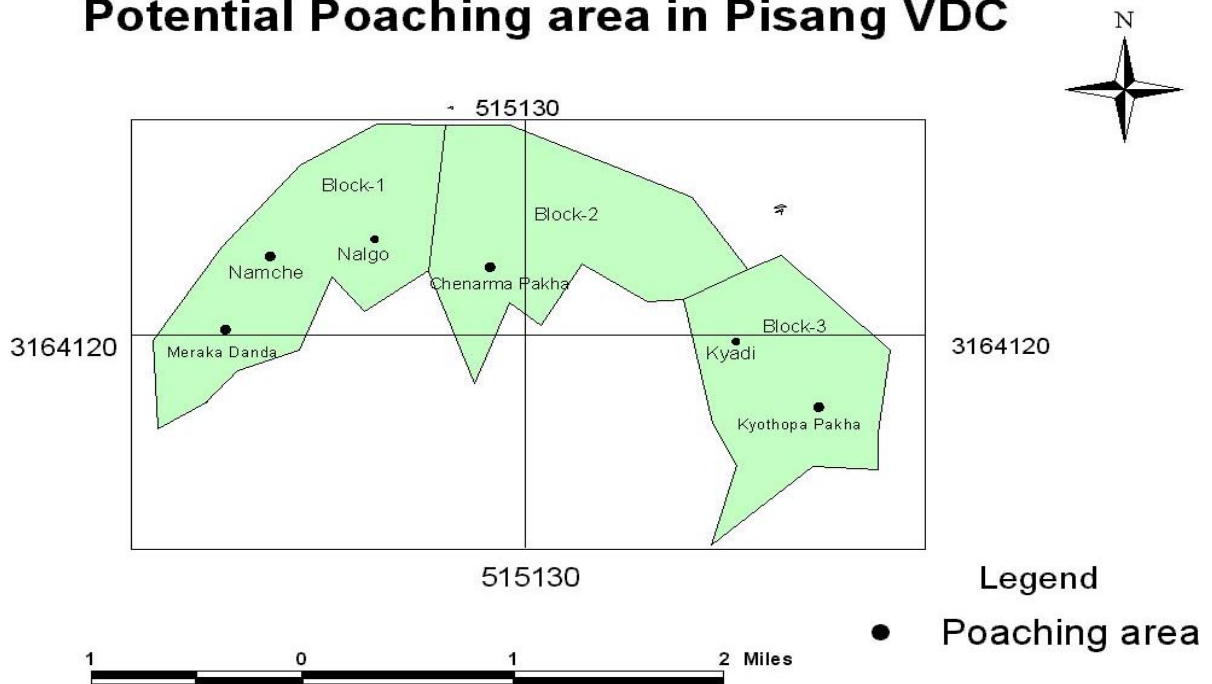 Potential Poaching area in Pisang VDC
N
515130
Block-1
Block-2
Nalgo
Namche
Chenarma Pakha
Block-3
3164120
Meraka Danda
Kyadi
3164120
Kyothopa Pakha
515130
Legend
Poaching area
1 0 1 2 Miles